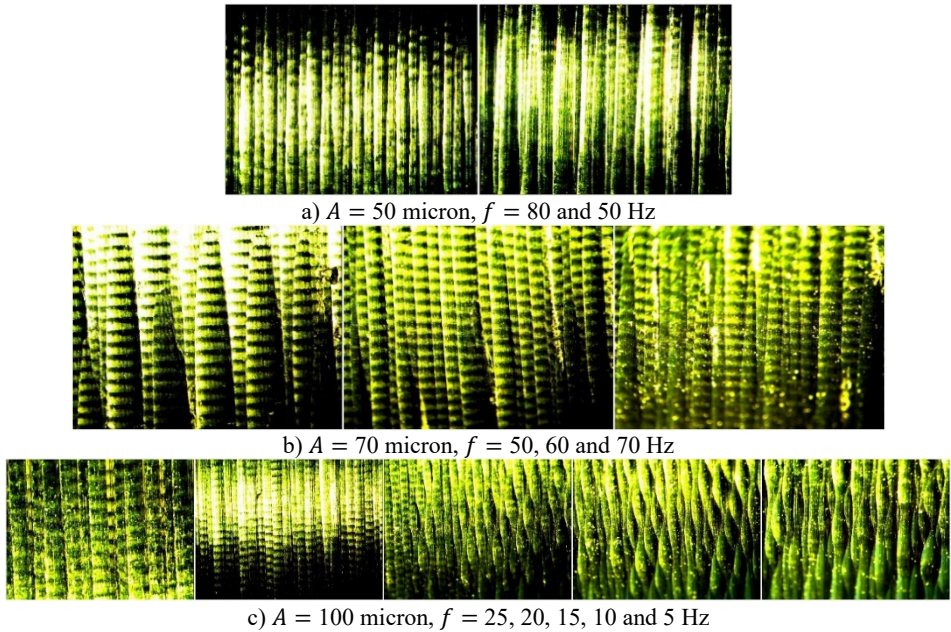 a) A = 50 micron, f = 80 and 50 Hz
b) A = 70 micron, f = 50, 60 and 70 Hz
c) A = 100 micron, f = 25, 20, 15, 10 and 5 Hz